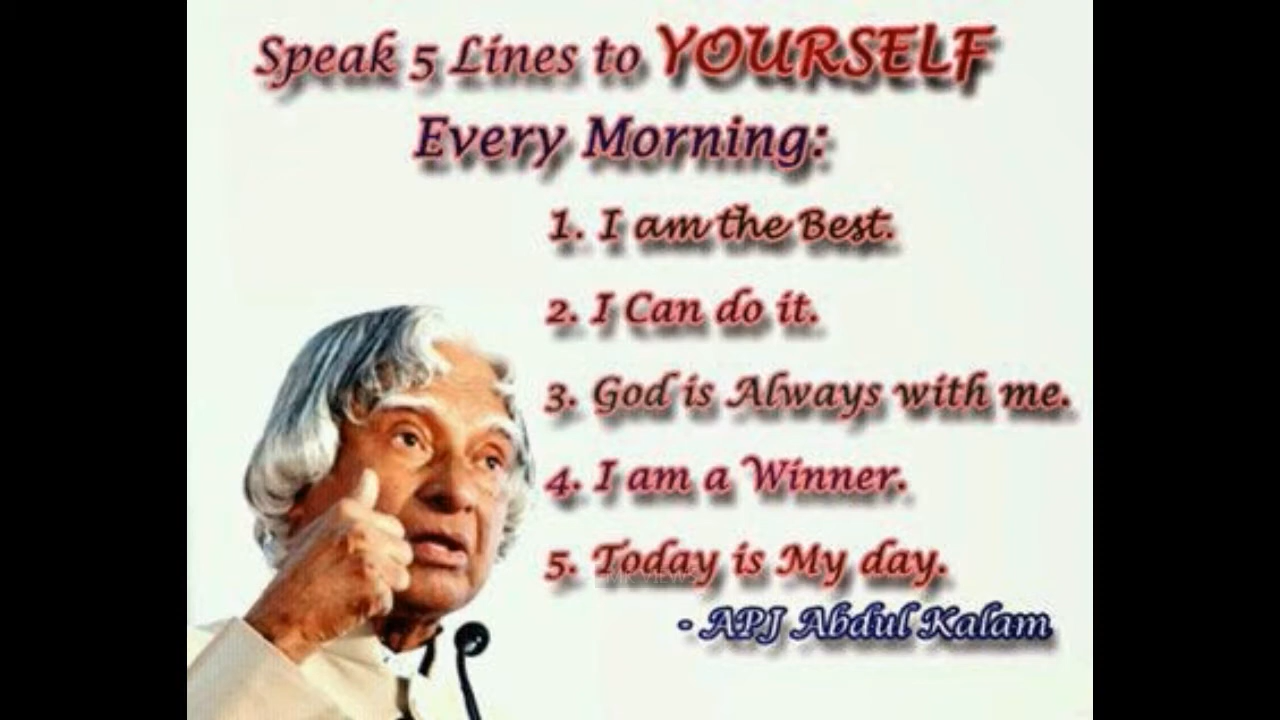 Speak 5 Lines to YOURSELF
Every Morning:
1. I am the Best.
2. I Can do it.
3. God is Always with me.
4. I am a Winner.
5. Today is My day.
- APJ Abdul Kalam